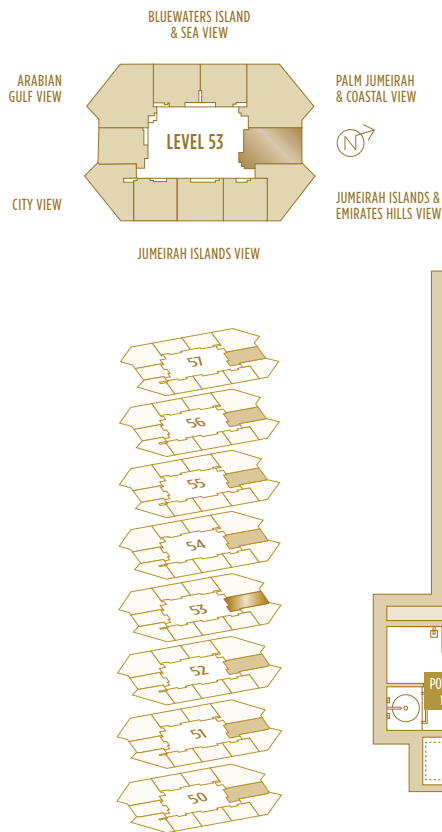 BLUEWATERS ISLAND
& SEA VIEW
ARABIAN
GULF VIEW
PALM JUMEIRAH
& COASTAL VIEW
LEVEL 53
N
CITY VIEW
JUMEIRAH ISLANDS &
EMIRATES HILLS VIEW
JUMEIRAH ISLANDS VIEW
57
56
55
54
53
52
51
50
PO